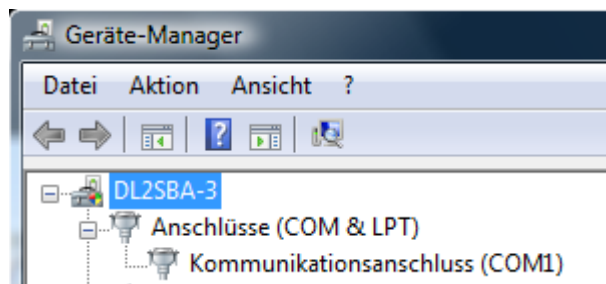 Geräte-Manager
Datei Aktion Ansicht ?
DL2SBA-3
Anschlüsse (COM & LPT)
Kommunikationsanschluss (COM1)